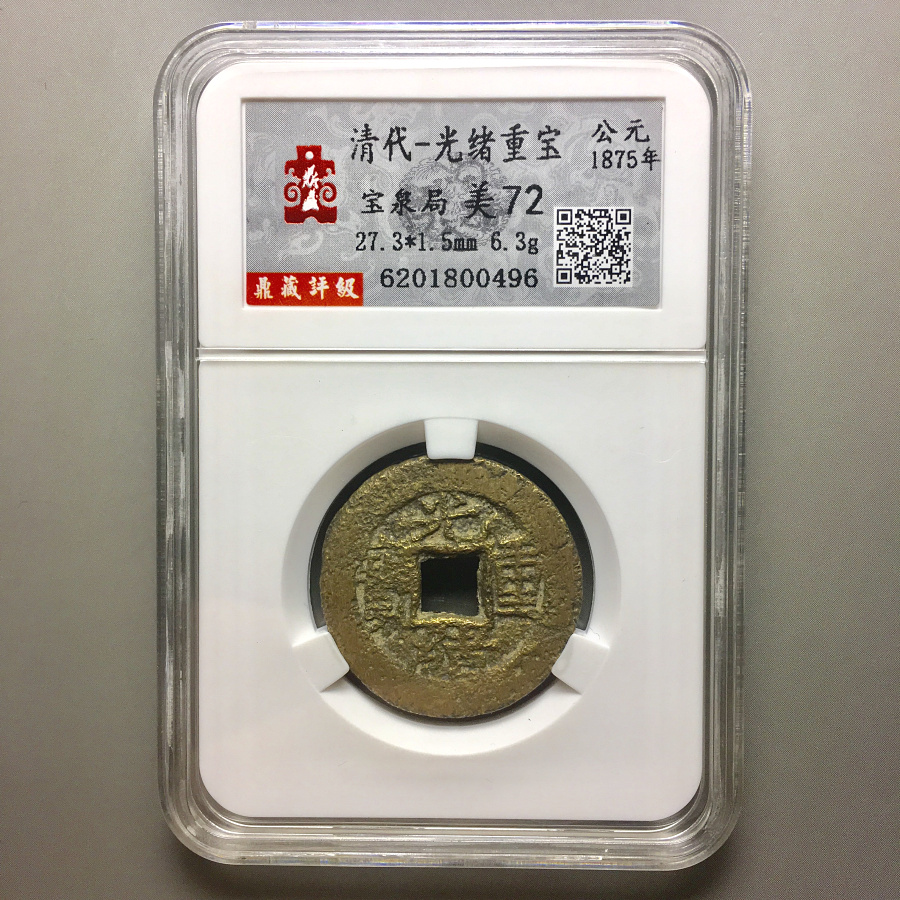 清代-光绪重宝
公元
1875年
宝泉局 美72
27.3*1.5mm 6.3g
鼎藏評級 6201800496
光
重
緒